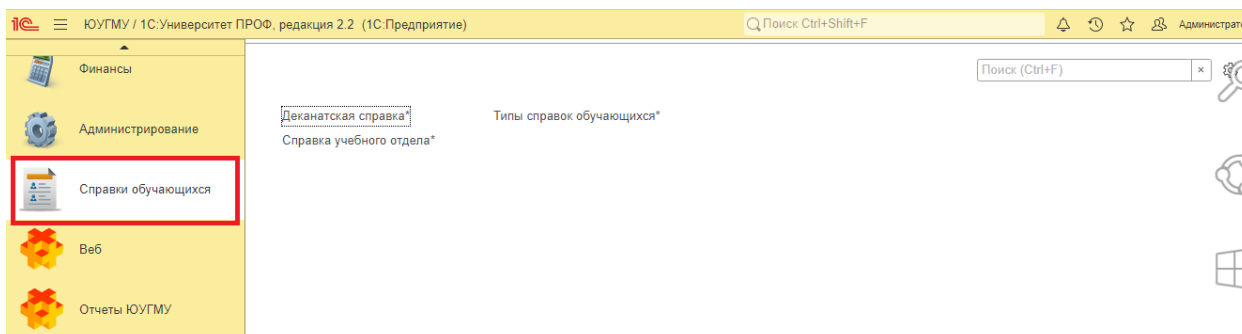 ЮУГМУ / 1С:Университет ПРОФ, редакция 2.2 (1С:Предприятие)
Поиск Ctrl+Shift+F
Администрат
Финансы
Поиск (Ctrl+F)
Администрирование
Деканатская справка*
Типы справок обучающихся*
Справка учебного отдела*
Справки обучающихся
Веб
Отчеты ЮУГМУ